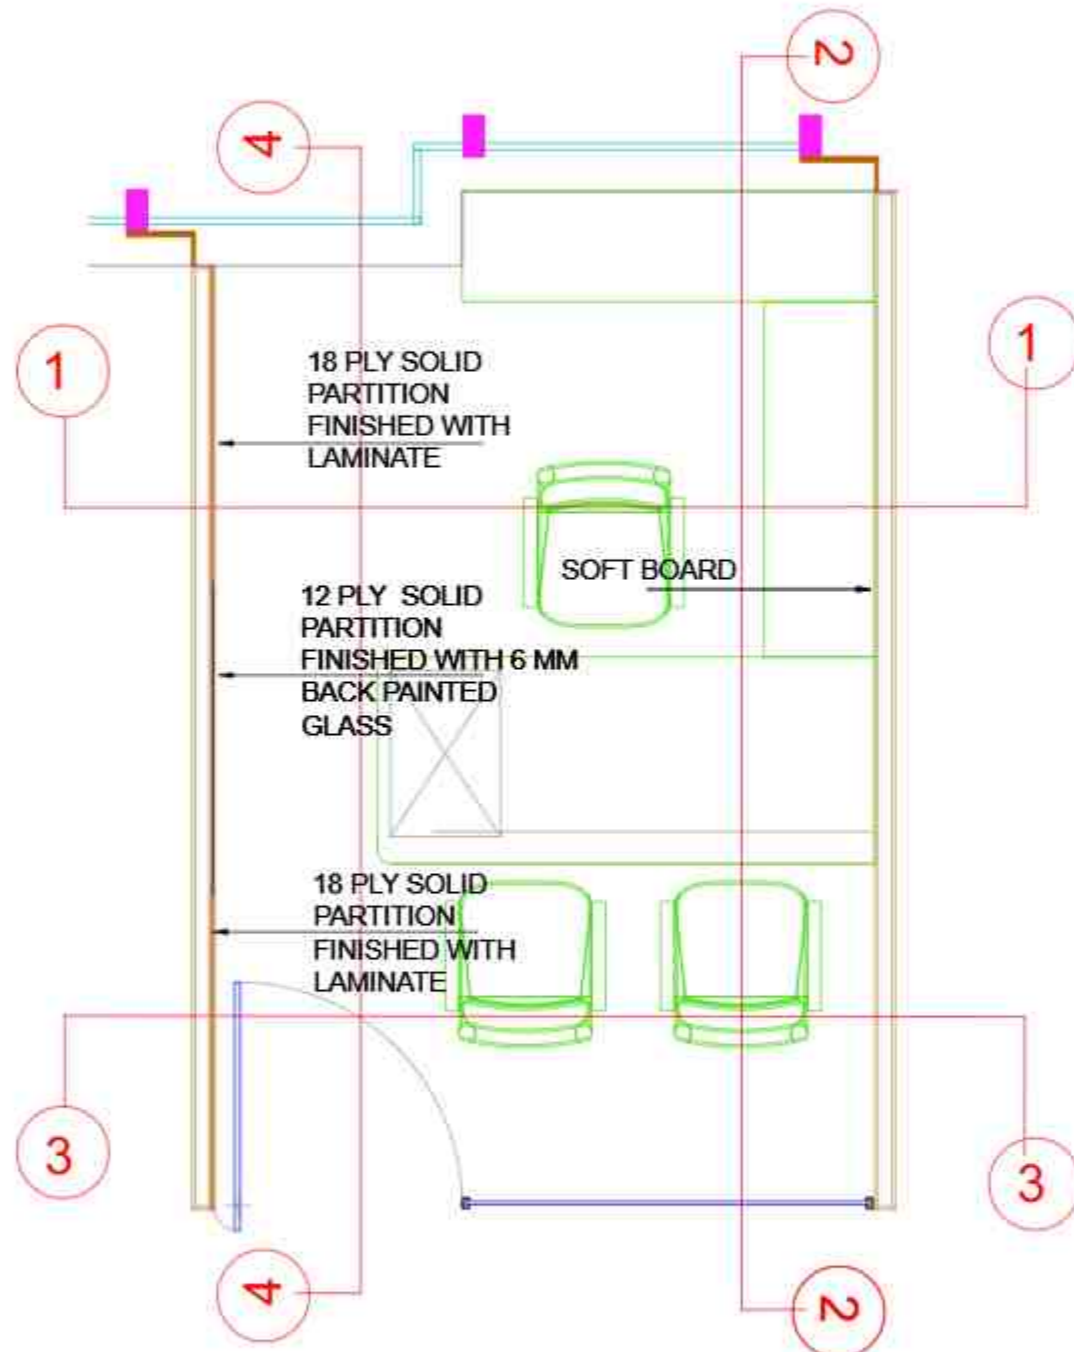 2
4
1
1
18 PLY SOLID
PARTITION
FINISHED WITH
LAMINATE
SOFT BOARD
12 PLY SOLID
PARTITION
FINISHED WITH 6 MM
BACK PAINTED
GLASS
18 PLY SOLID
PARTITION
FINISHED WITH
LAMINATE
3
3
4
2